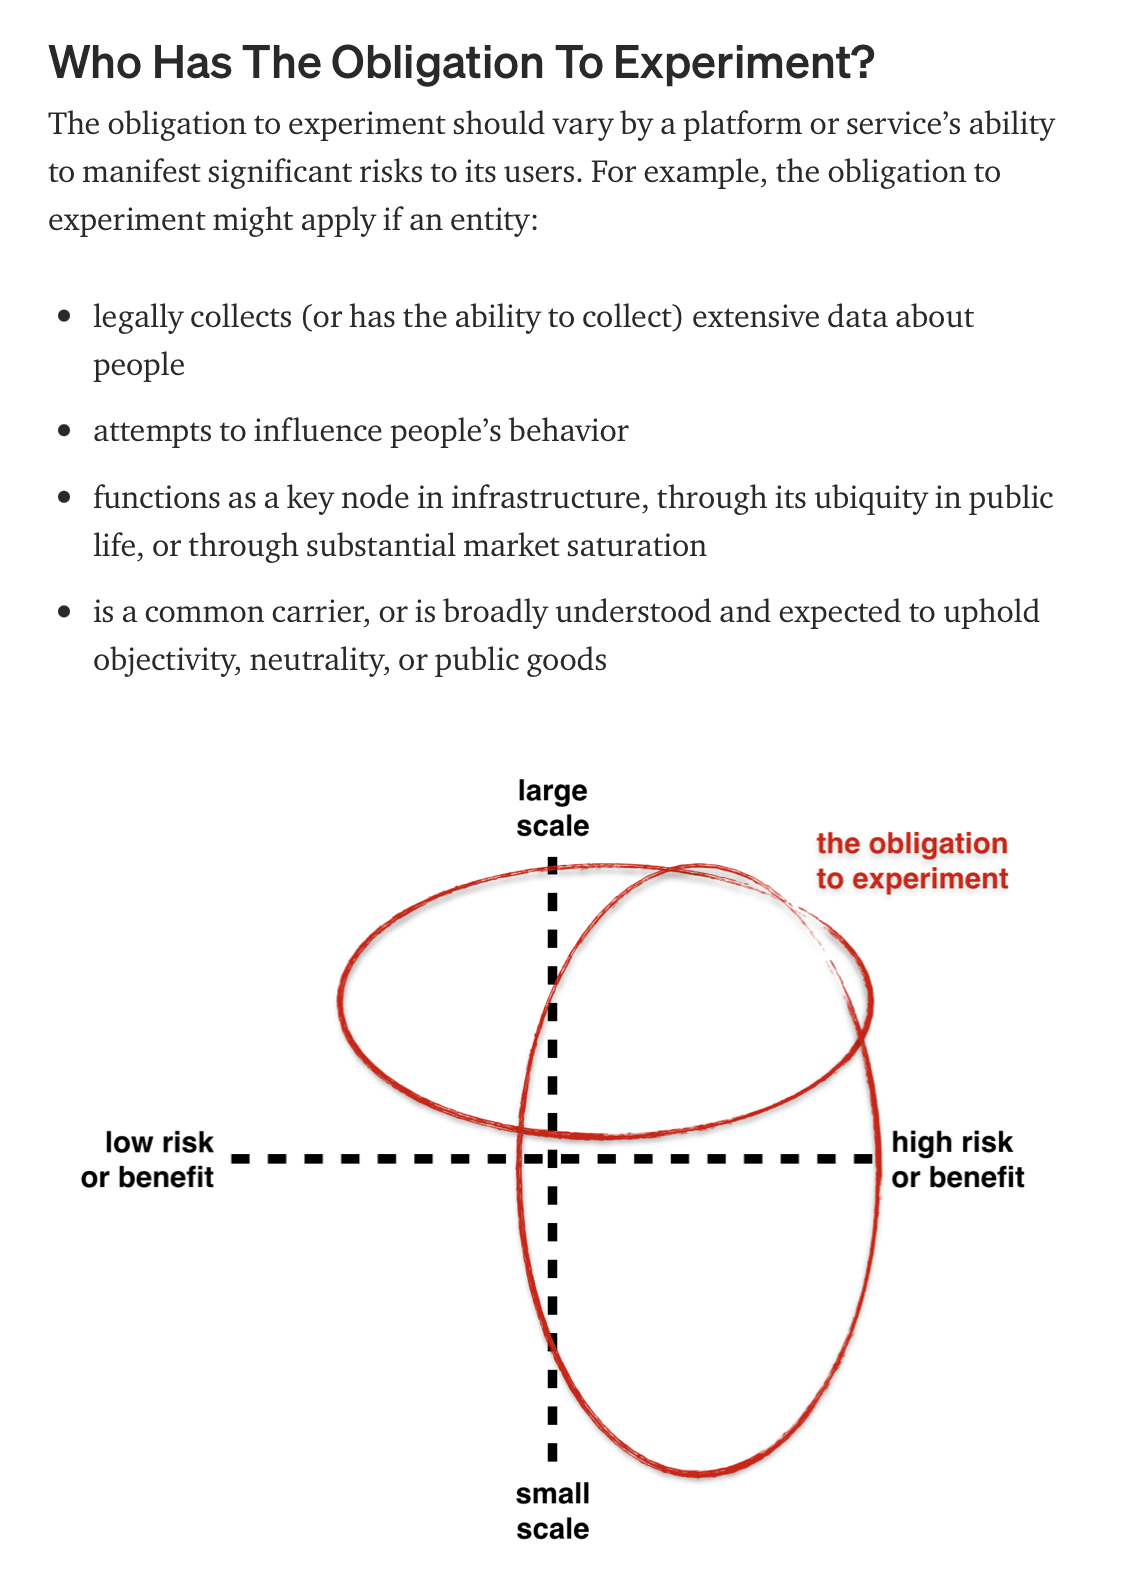 Who Has The Obligation To Experiment?
The obligation to experiment should vary by a platform or service’s ability
to manifest significant risks to its users. For example, the obligation to
experiment might apply if an entity:
legally collects (or has the ability to collect) extensive data about
people
attempts to influence people’s behavior
functions as a key node in infrastructure, through its ubiquity in public
life, or through substantial market saturation
is a common carrier, or is broadly understood and expected to uphold
objectivity, neutrality, or public goods
large
scale
the obligation
to experiment
low risk
or benefit
high risk
or benefit
small
scale